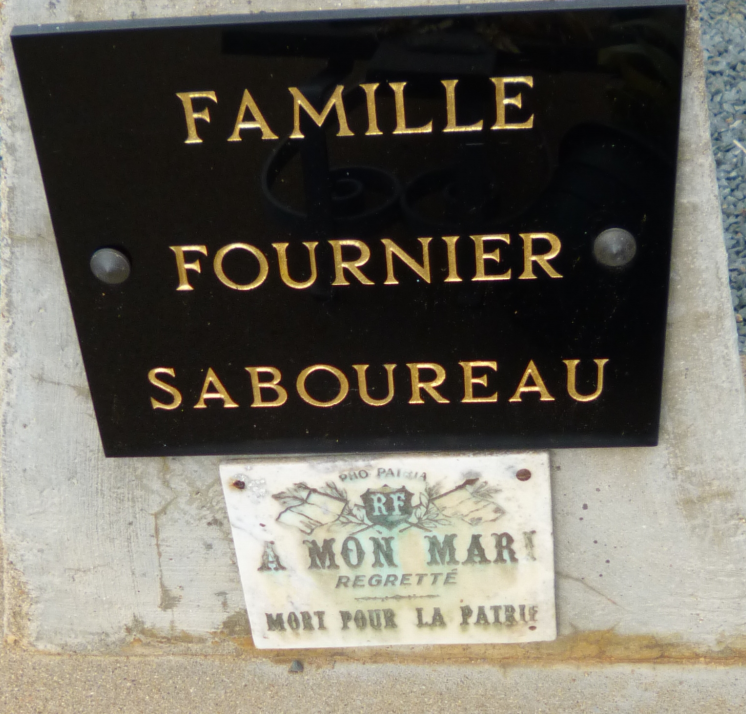 FAMILLE
FOURNIER
SABOUREAU
PRO PATRIA
RF
A MON MARI
REGRETTÉ
MORT POUR LA PATRIE